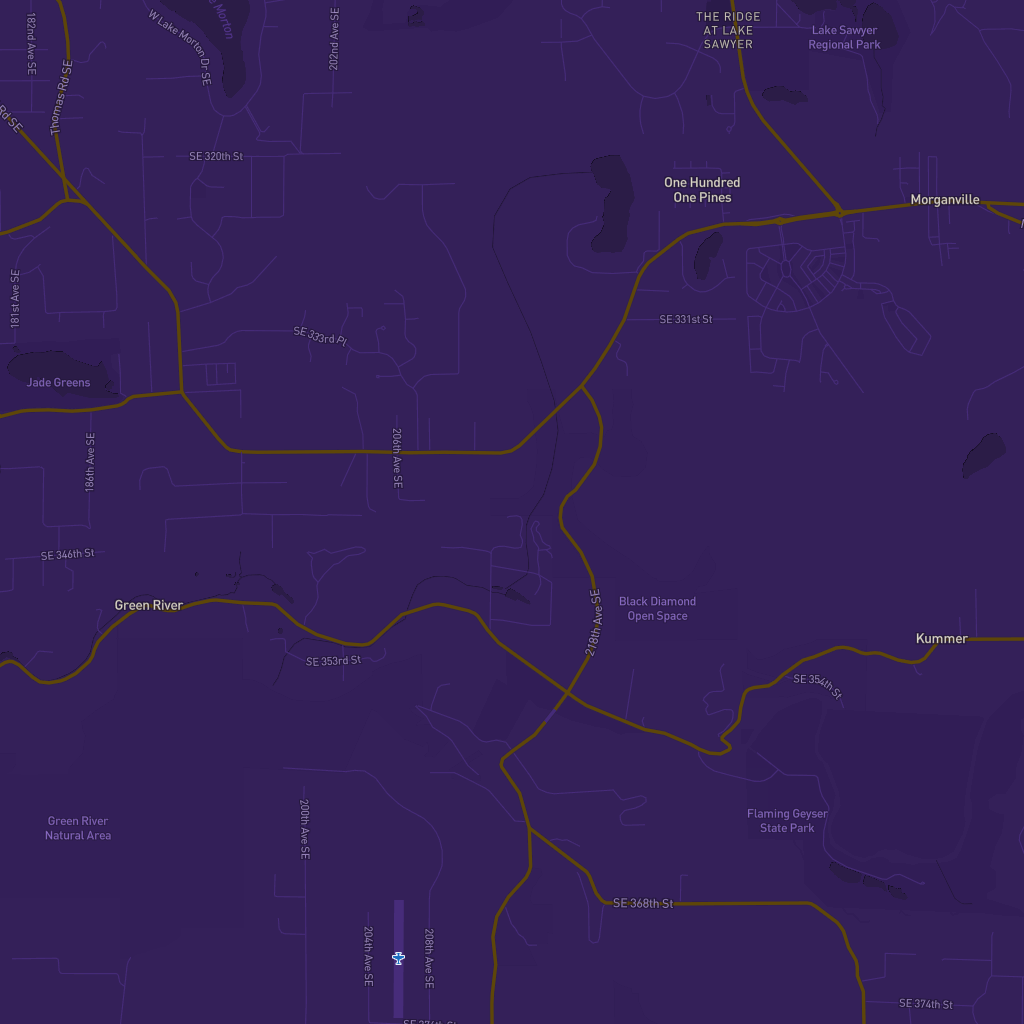 182nd Ave SE
Thomas Rd SE
Rd SE
W Lake Morton Dr SE
Morton
202nd Ave SE
THE RIDGE
AT LAKE
SAWYER
Lake Sawyer
Regional Park
SE 320th St
One Hundred
One Pines
Morganville
181st Ave SE
SE 333rd Pl
SE 331st St
Jade Greens
186th Ave SE
206th Ave SE
SE 346th St
Green River
218th Ave SE
Black Diamond
Open Space
Kummer
SE 353rd St
SE 354th St
Green River
Natural Area
200th Ave SE
Flaming Geyser
State Park
SE 368th St
204th Ave SE
208th Ave SE
SE 374th St
SE 374th St